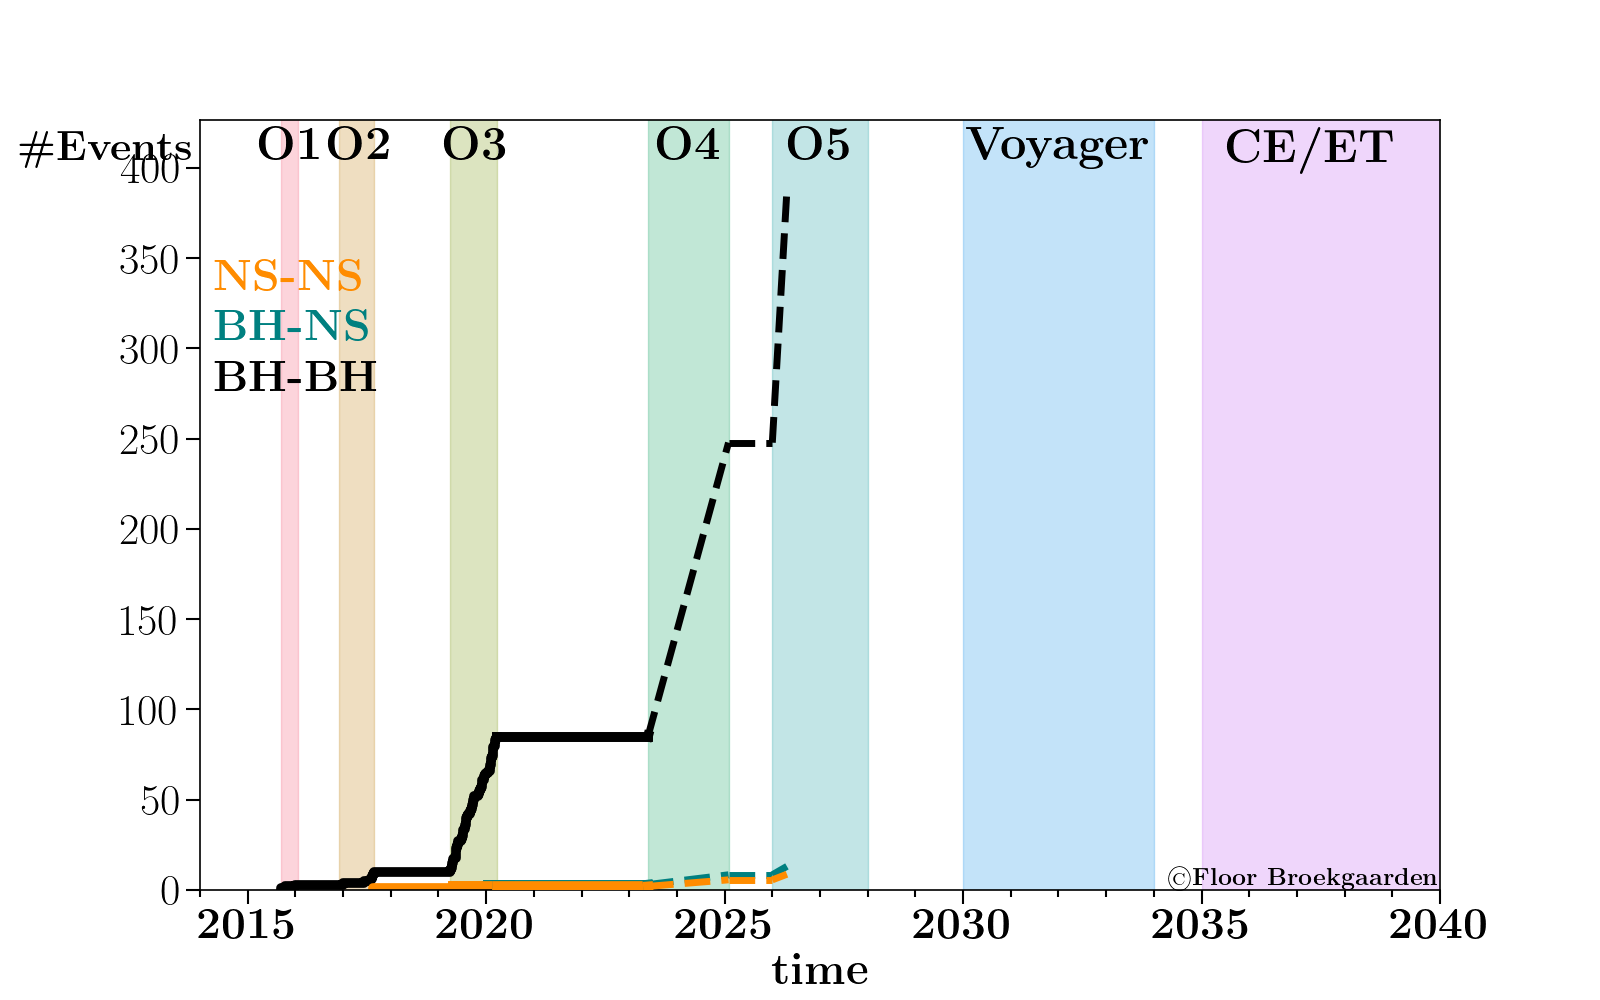 #Events
O1 O2 O3 O4 O5 Voyager CE/ET
400
350
NS-NS
BH-NS
300
BH-BH
250
200
150
100
50
0
©Floor Broekgaarden
2015 2020 2025 2030 2035 2040
time